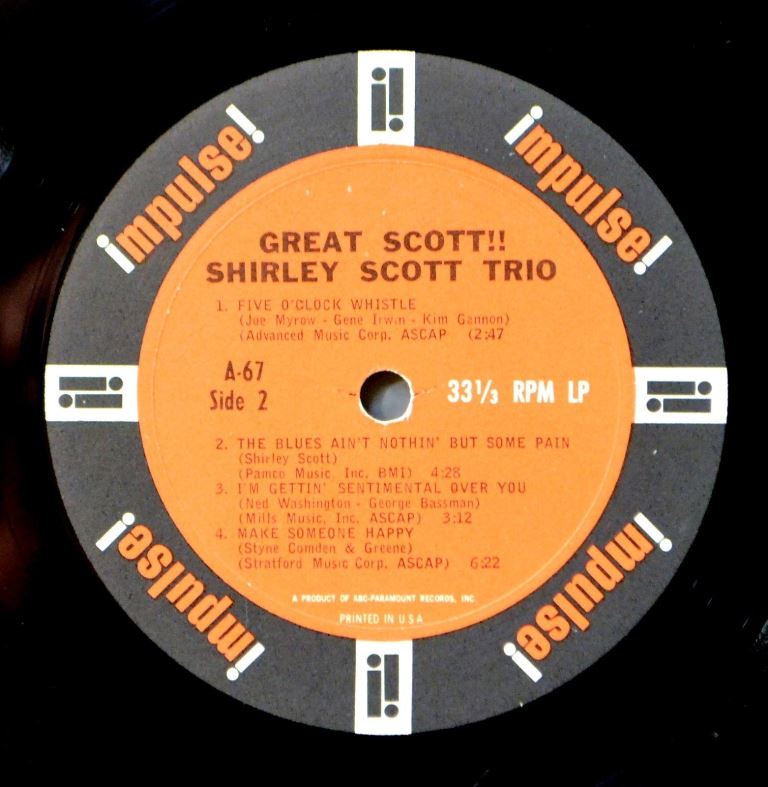 impulse!
impulse!
GREAT SCOTT!!
SHIRLEY SCOTT TRIO
1. FIVE O'CLOCK WHISTLE
(Joe Myrow - Gene Irwin - Kim Gannon)
(Advanced Music Corp. ASCAP (2:47
A-67
Side 2
33⅓ RPM LP
2. THE BLUES AIN'T NOTHIN' BUT SOME PAIN
(Shirley Scott)
(Pamco Music Inc. BMI) 4:28
3. I'M GETTIN' SENTIMENTAL OVER YOU
(Ned Washington - George Bassman)
(Mills Music, Inc. ASCAP) 3:12
4. MAKE SOMEONE HAPPY
(Styne Comden & Greene)
(Stratford Music Corp. ASCAP) 6:22
A PRODUCT OF ABC-PARAMOUNT RECORDS, INC.
PRINTED IN U S A
impulse!
impulse!